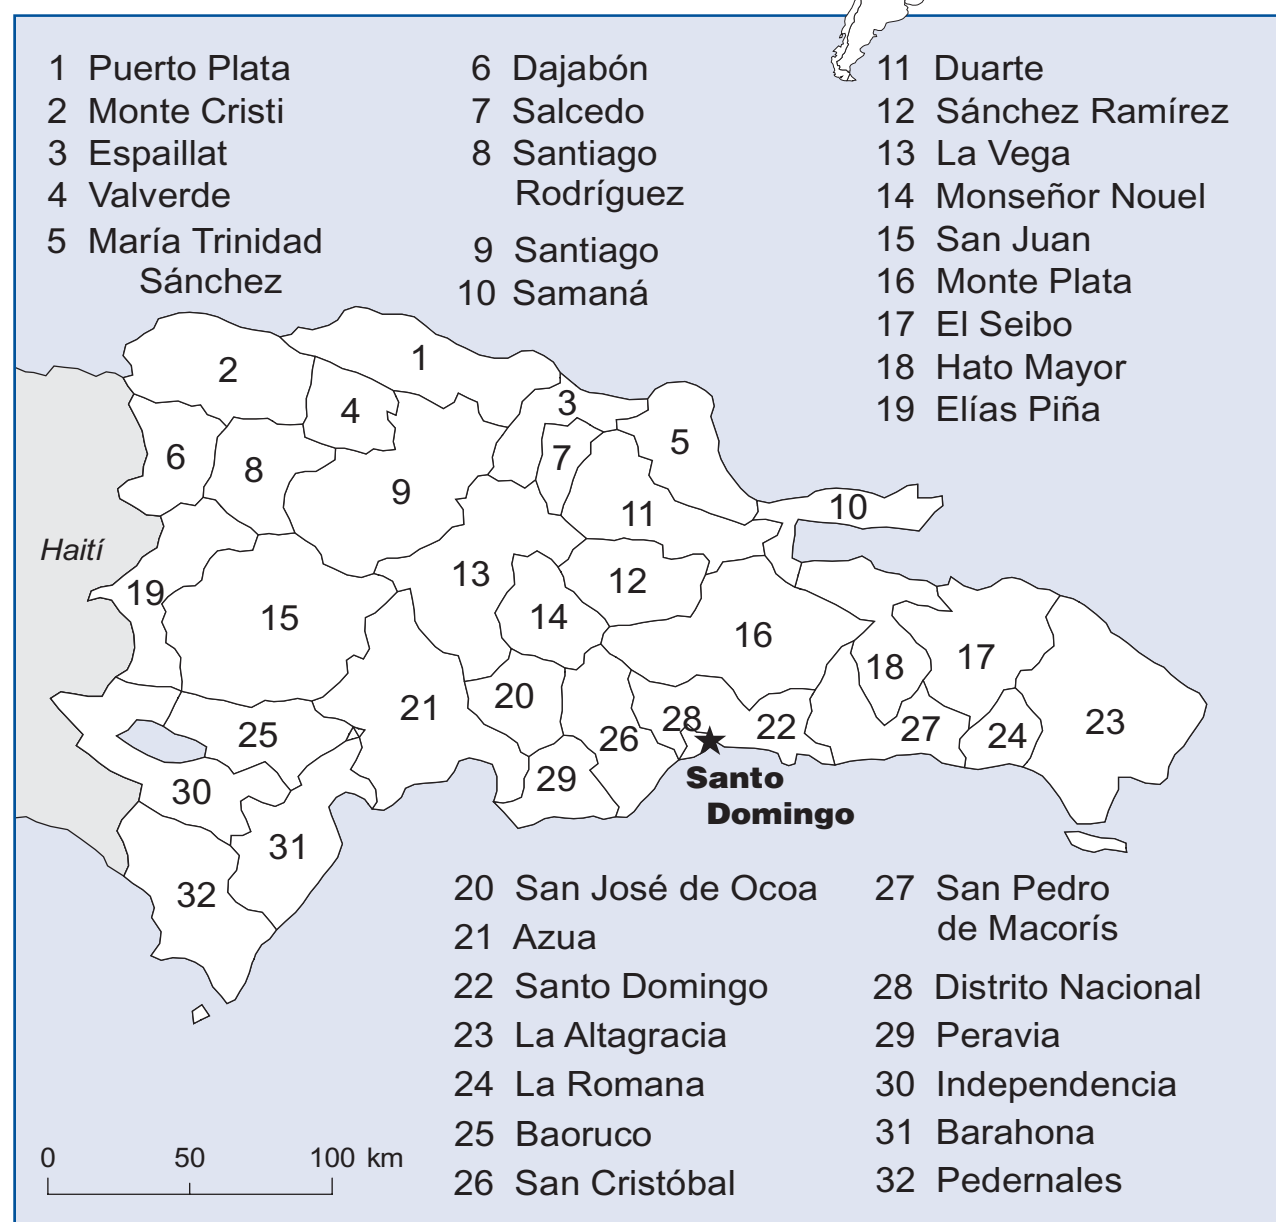 1 Puerto Plata
2 Monte Cristi
3 Espaillat
4 Valverde
5 María Trinidad
Sánchez
6 Dajabón
7 Salcedo
8 Santiago
Rodríguez
9 Santiago
10 Samaná
11 Duarte
12 Sánchez Ramírez
13 La Vega
14 Monseñor Nouel
15 San Juan
16 Monte Plata
17 El Seibo
18 Hato Mayor
19 Elías Piña
1
2
3
4
5
6
7
8
9
10
11
Haití
12
13
14
15
16
17
18
19
20
21
22
23
24
25
26
27
28
29
30
31
32
Santo
Domingo
20 San José de Ocoa
21 Azua
22 Santo Domingo
23 La Altagracia
24 La Romana
25 Baoruco
26 San Cristóbal
27 San Pedro
de Macorís
28 Distrito Nacional
29 Peravia
30 Independencia
31 Barahona
32 Pedernales
0 50 100 km